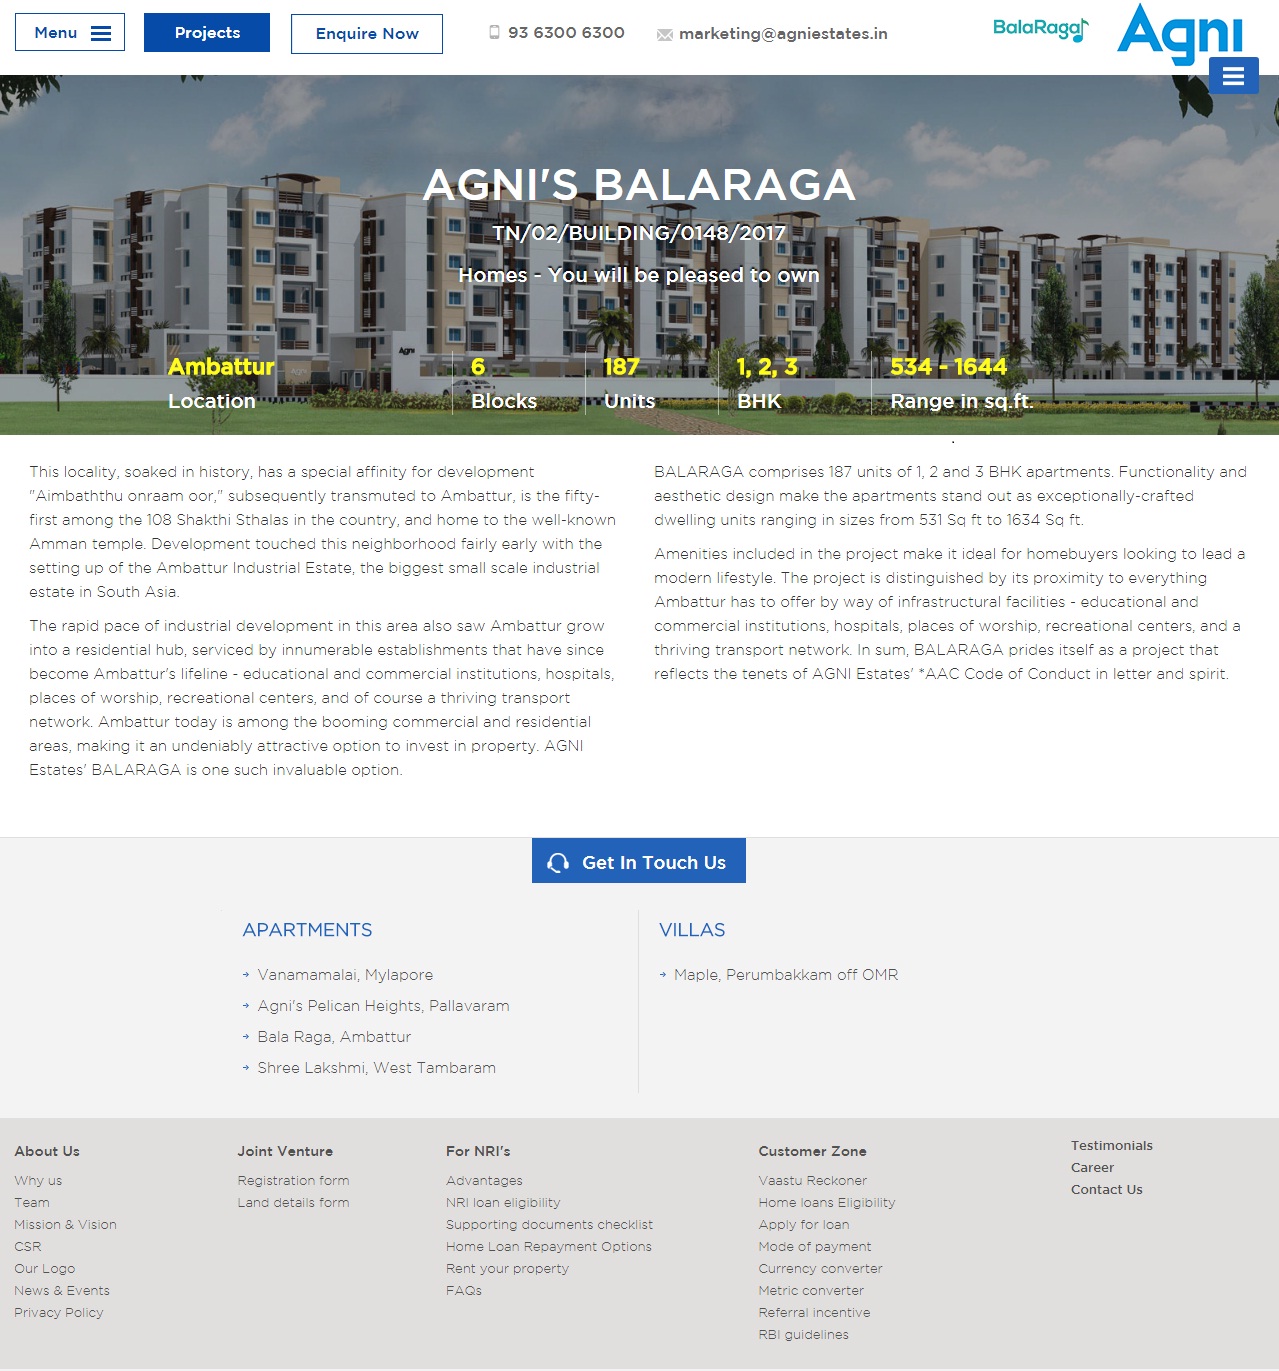 Menu
Projects
Enquire Now
93 6300 6300
marketing@agniestates.in
BalaRaga
Agni
AGNI'S BALARAGA
TN/02/BUILDING/0148/2017
Homes - You will be pleased to own
Agni
Agni
Ambattur
Location
6
Blocks
187
Units
1, 2, 3
BHK
534 - 1644
Range in sq.ft.
This locality, soaked in history, has a special affinity for development
"Aimbaththu onraam oor," subsequently transmuted to Ambattur, is the fifty-
first among the 108 Shakthi Sthalas in the country, and home to the well-known
Amman temple. Development touched this neighborhood fairly early with the
setting up of the Ambattur Industrial Estate, the biggest small scale industrial
estate in South Asia.
The rapid pace of industrial development in this area also saw Ambattur grow
into a residential hub, serviced by innumerable establishments that have since
become Ambattur's lifeline - educational and commercial institutions, hospitals,
places of worship, recreational centers, and of course a thriving transport
network. Ambattur today is among the booming commercial and residential
areas, making it an undeniably attractive option to invest in property. AGNI
Estates' BALARAGA is one such invaluable option.
BALARAGA comprises 187 units of 1, 2 and 3 BHK apartments. Functionality and
aesthetic design make the apartments stand out as exceptionally-crafted
dwelling units ranging in sizes from 531 Sq ft to 1634 Sq ft.
Amenities included in the project make it ideal for homebuyers looking to lead a
modern lifestyle. The project is distinguished by its proximity to everything
Ambattur has to offer by way of infrastructural facilities - educational and
commercial institutions, hospitals, places of worship, recreational centers, and a
thriving transport network. In sum, BALARAGA prides itself as a project that
reflects the tenets of AGNI Estates' *AAC Code of Conduct in letter and spirit.
Get In Touch Us
APARTMENTS
Vanamamalai, Mylapore
Agni's Pelican Heights, Pallavaram
Bala Raga, Ambattur
Shree Lakshmi, West Tambaram
VILLAS
Maple, Perumbakkam off OMR
About Us
Why us
Team
Mission & Vision
CSR
Our Logo
News & Events
Privacy Policy
Joint Venture
Registration form
Land details form
For NRI's
Advantages
NRI loan eligibility
Supporting documents checklist
Home Loan Repayment Options
Rent your property
FAQs
Customer Zone
Vaastu Reckoner
Home loans Eligibility
Apply for loan
Mode of payment
Currency converter
Metric converter
Referral incentive
RBI guidelines
Testimonials
Career
Contact Us